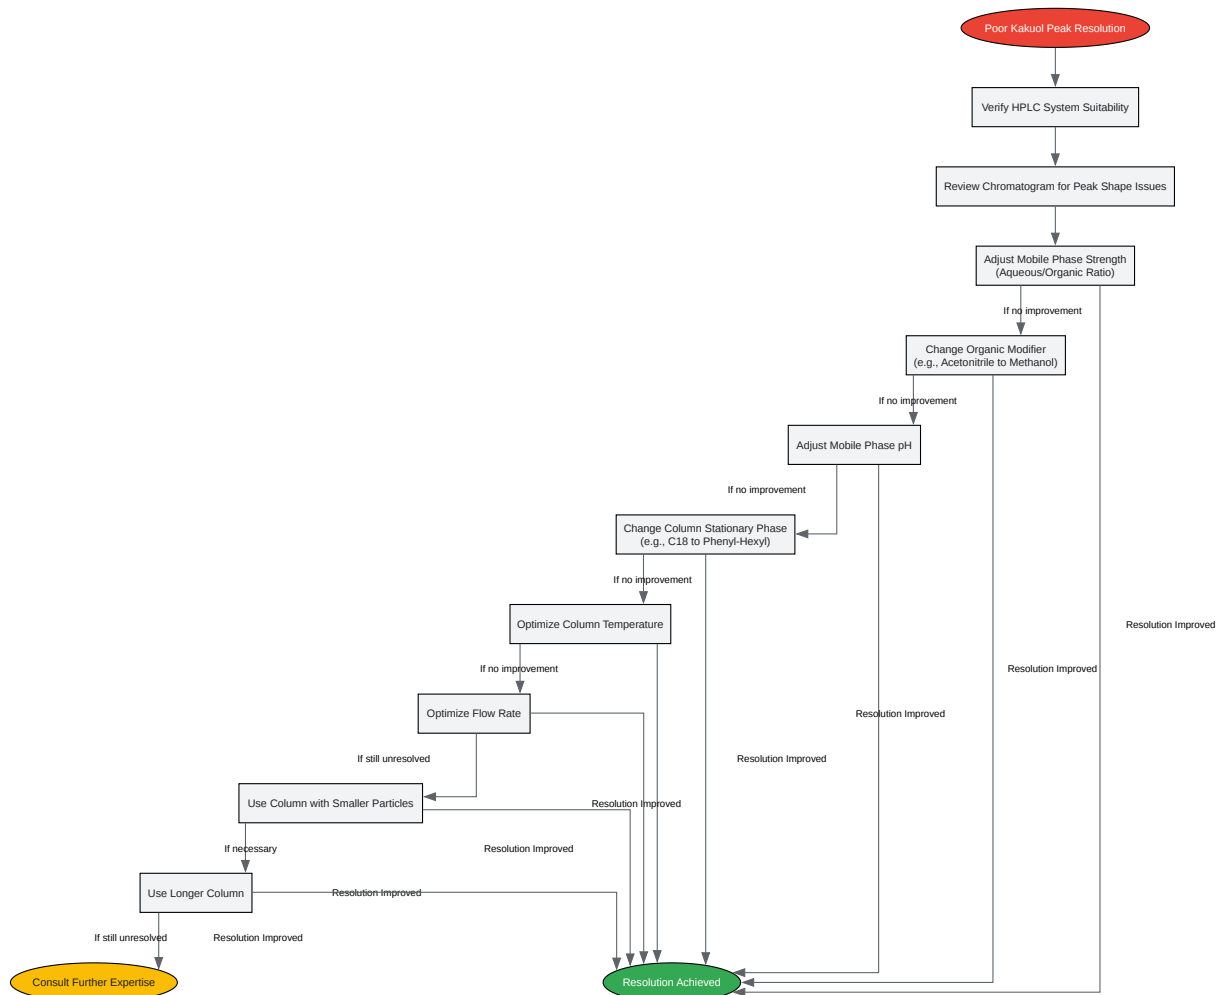 Poor Kakuol Peak Resolution
Verify HPLC System Suitability
Review Chromatogram for Peak Shape Issues
Adjust Mobile Phase Strength
(Aqueous/Organic Ratio)
If no improvement
Change Organic Modifier
(e.g., Acetonitrile to Methanol)
If no improvement
Adjust Mobile Phase pH
If no improvement
Change Column Stationary Phase
(e.g., C18 to Phenyl-Hexyl)
If no improvement
Optimize Column Temperature
Resolution Improved
If no improvement
Resolution Improved
Optimize Flow Rate
Resolution Improved
If still unresolved
Resolution Improved
Use Column with Smaller Particles
Resolution Improved
If necessary
Resolution Improved
Use Longer Column
Resolution Improved
If still unresolved
Resolution Improved
Consult Further Expertise
Resolution Achieved